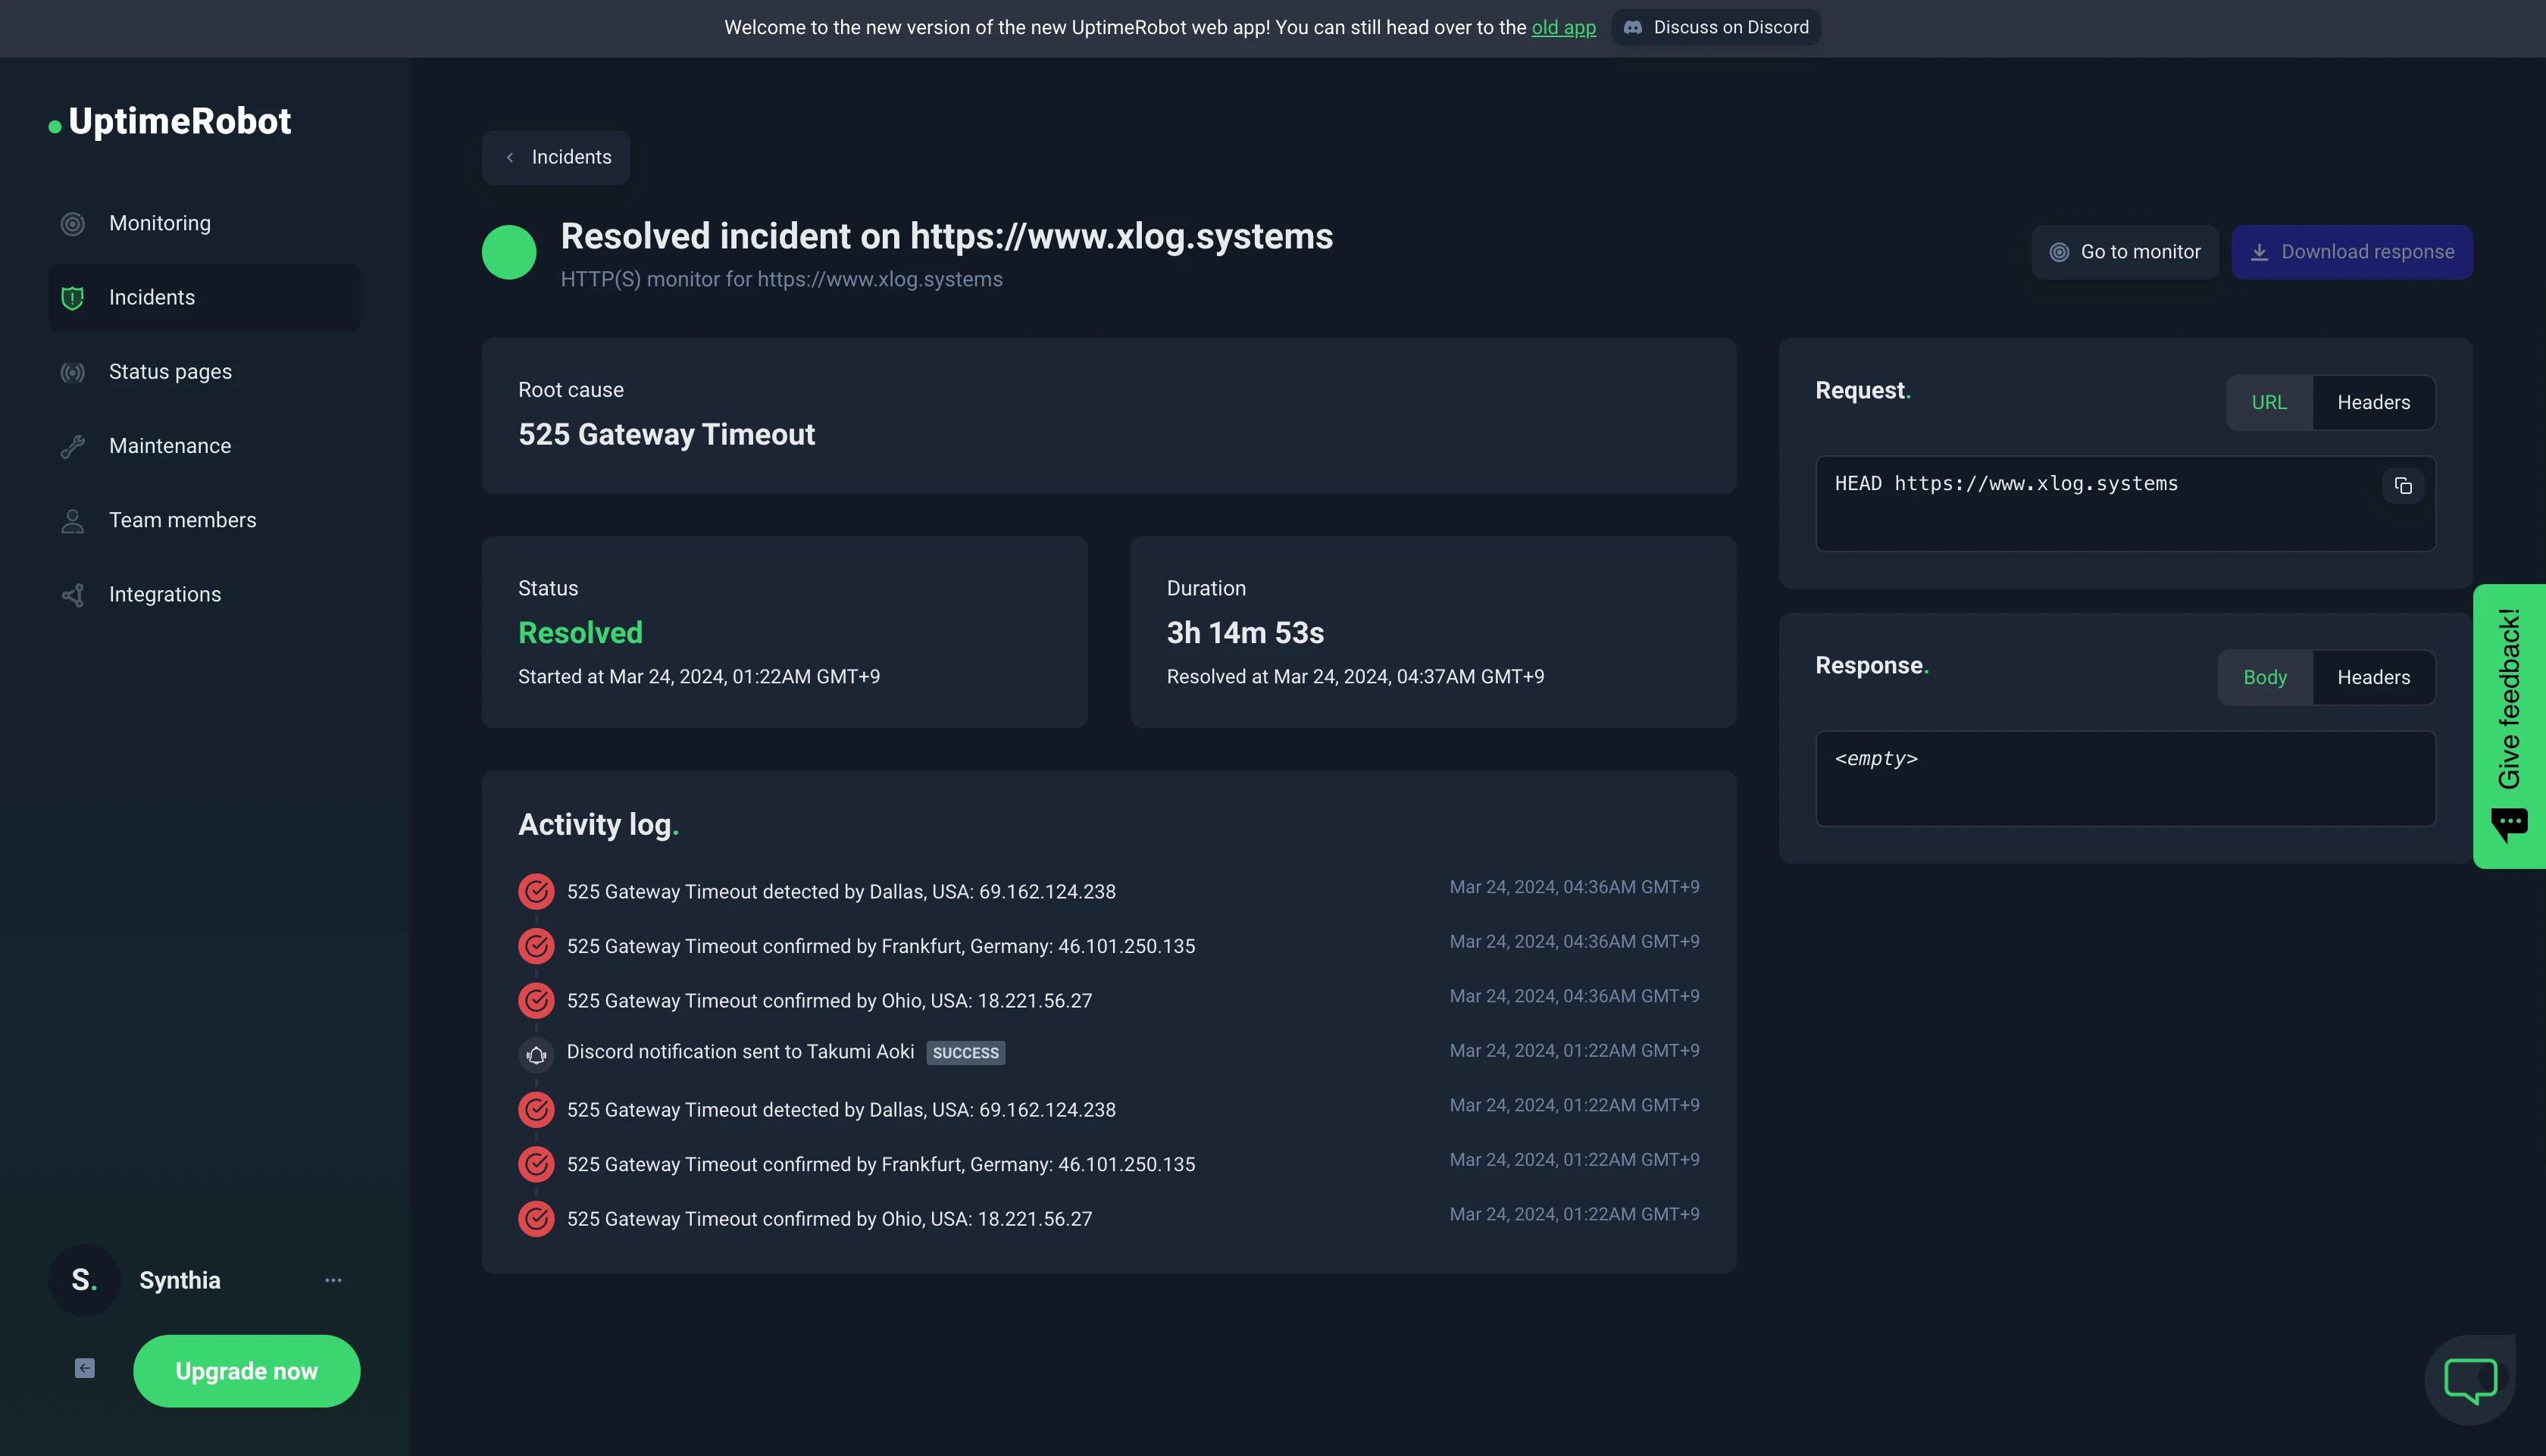 Welcome to the new version of the new UptimeRobot web app! You can still head over to the old app
Discuss on Discord
UptimeRobot
Monitoring
Incidents
Status pages
Maintenance
Team members
Integrations
S.
Synthia
Upgrade now
Incidents
Resolved incident on https://www.xlog.systems
HTTP(S) monitor for https://www.xlog.systems
Go to monitor
Download response
Root cause
525 Gateway Timeout
Status
Resolved
Started at Mar 24, 2024, 01:22AM GMT+9
Duration
3h 14m 53s
Resolved at Mar 24, 2024, 04:37AM GMT+9
Activity log.
525 Gateway Timeout detected by Dallas, USA: 69.162.124.238 Mar 24, 2024, 04:36AM GMT+9
525 Gateway Timeout confirmed by Frankfurt, Germany: 46.101.250.135 Mar 24, 2024, 04:36AM GMT+9
525 Gateway Timeout confirmed by Ohio, USA: 18.221.56.27 Mar 24, 2024, 04:36AM GMT+9
Discord notification sent to Takumi Aoki SUCCESS Mar 24, 2024, 01:22AM GMT+9
525 Gateway Timeout detected by Dallas, USA: 69.162.124.238 Mar 24, 2024, 01:22AM GMT+9
525 Gateway Timeout confirmed by Frankfurt, Germany: 46.101.250.135 Mar 24, 2024, 01:22AM GMT+9
525 Gateway Timeout confirmed by Ohio, USA: 18.221.56.27 Mar 24, 2024, 01:22AM GMT+9
Request.
URL
Headers
HEAD https://www.xlog.systems
Response.
Body
Headers
<empty>
Give feedback!